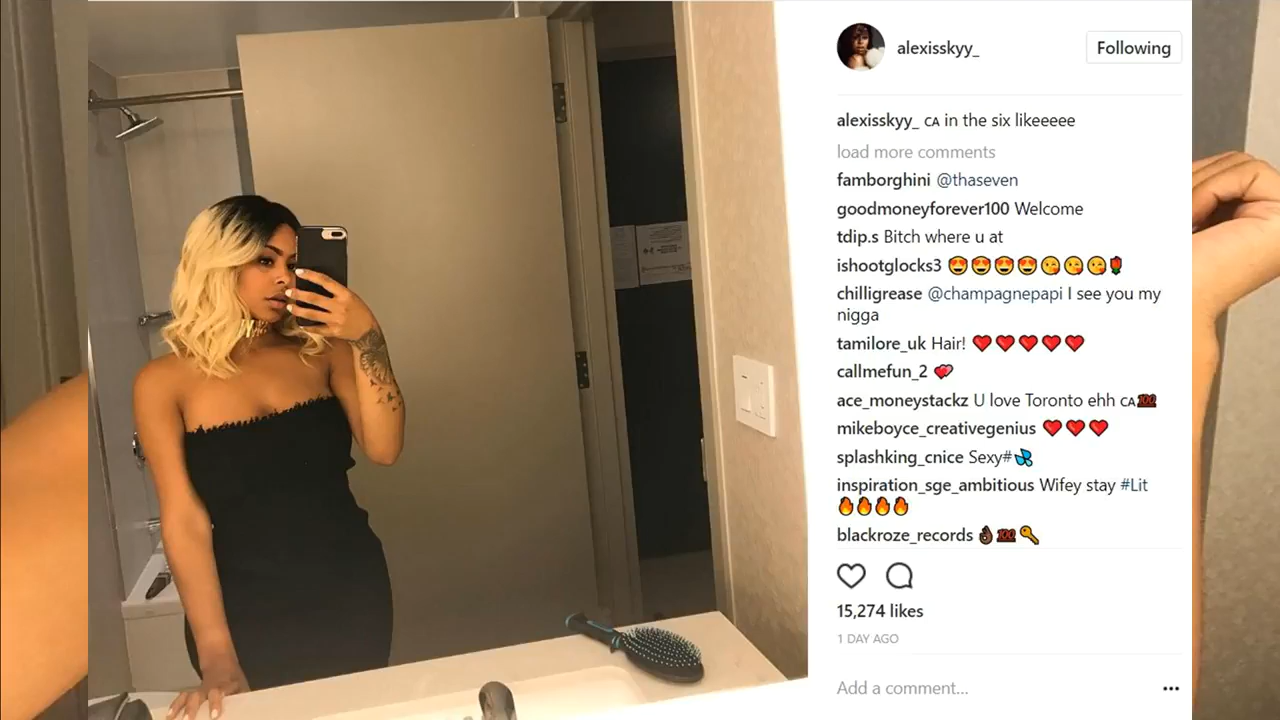 alexisskyy_
Following
alexisskyy_ CA in the six likeeeee
load more comments
famborghini @thaseven
goodmoneyforever100 Welcome
tdip.s Bitch where u at
ishootglocks3 😍😍😍😍😘😘😘🌹
chilligrease @champagnepapi I see you my
nigga
tamilore_uk Hair! ❤❤❤❤❤
callmefun_2 💕
ace_moneystackz U love Toronto ehh CA💯
mikeboyce_creativegenius ❤❤❤
splashking_cnice Sexy#💦
inspiration_sge_ambitious Wifey stay #Lit
🔥🔥🔥🔥
blackroze_records 👌🏿💯🔑
15,274 likes
1 DAY AGO
Add a comment...